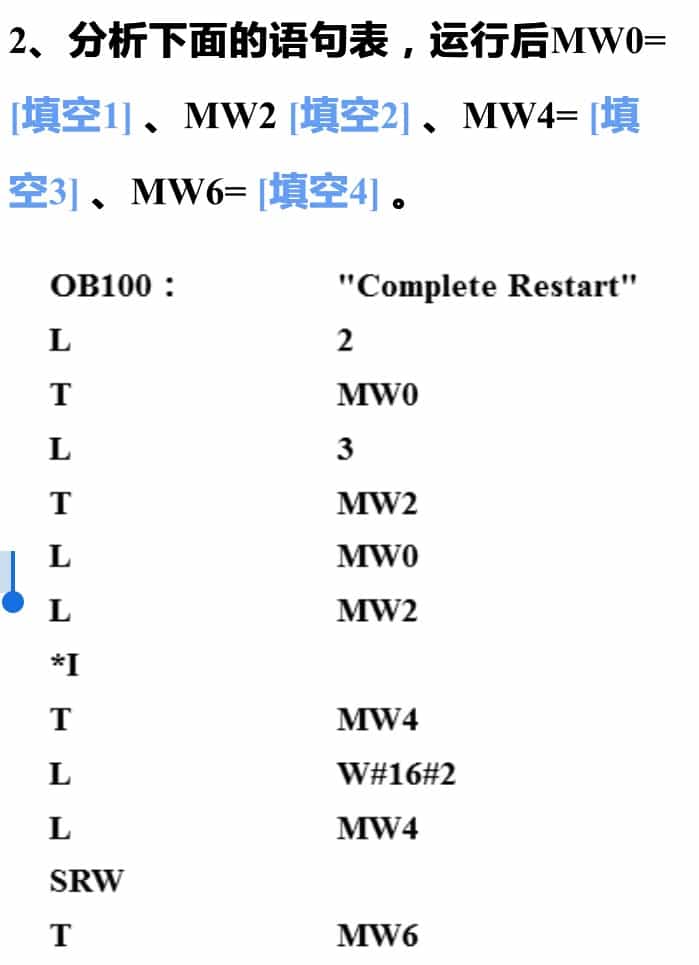 2、分析下面的语句表，运行后MW0=
[填空1] 、MW2 [填空2] 、MW4= [填
空3] 、MW6= [填空4] 。
OB100： "Complete Restart"
L 2
T MW0
L 3
T MW2
L MW0
L MW2
*I
T MW4
L W#16#2
L MW4
SRW
T MW6